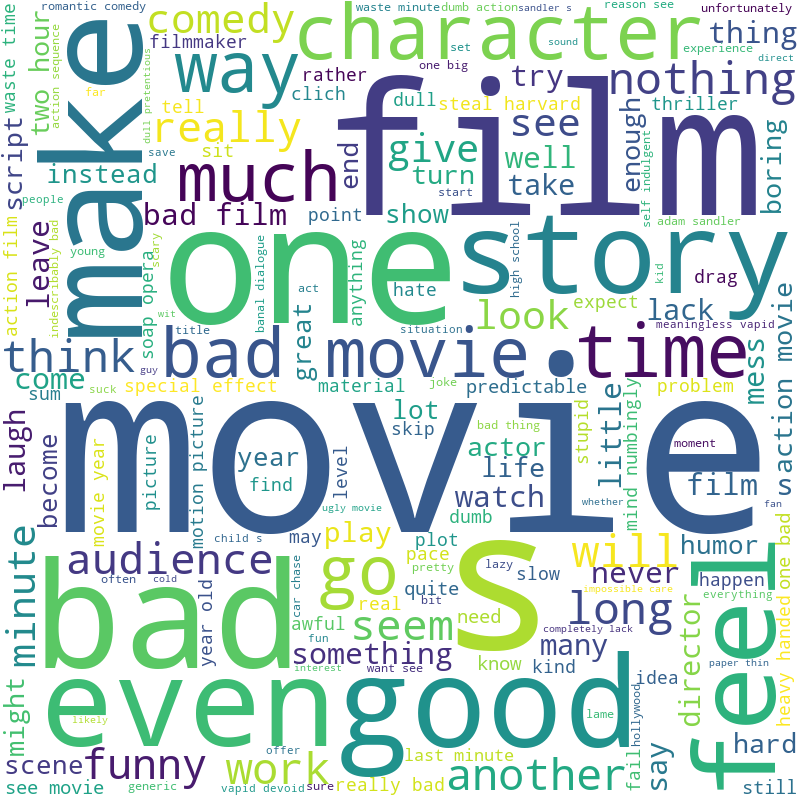 romantic comedy
waste minute
dumb action
sandler s
reason see
unfortunately
comedy
character
thing
filmmaker
set
sound
experience
direct
two hour
action sequence
waste time
far
make
way
rather
one big
try
nothing
clich
dull
steal harvard
thriller
script
dull pretentious
tell
really
see
enough
boring
sit
save
end
film
give
well
self indulgent
instead
much
turn
take
start
people
leave
bad film
point
show
adam sandler
action film
indescribably bad
young
one
story
kid
drag
soap opera
scary
banal dialogue
anything
act
hate
high school
expect
look
lack
wit
title
great
situation
meaningless vapid
think
bad movie
time
mess
guy
come
suck
special effect
material
joke
predictable
problem
sum
lot
skip
bad thing
stupid
little
mind numbingly
saction movie
laugh
become
movie year
picture
motion picture
year
level
actor
moment
find
life
film
whether
fan
movie
watch
ugly movie
child s
may
dumb
play
plot
will
humor
minute
audience
pace
go
s
pretty
lazy
slow
never
happen
heavy handed
one bad
often
cold
year old
car chase
quite
bit
impossible care
everything
bad
awful
real
need
long
fun
seem
completely lack
feel
director
something
many
paper thin
interest
want see
know
kind
idea
even
good
might
likely
hollywood
lame
say
hard
scene
funny
offer
work
last minute
another
fail
see movie
generic
vapid devoid
sure
really bad
still